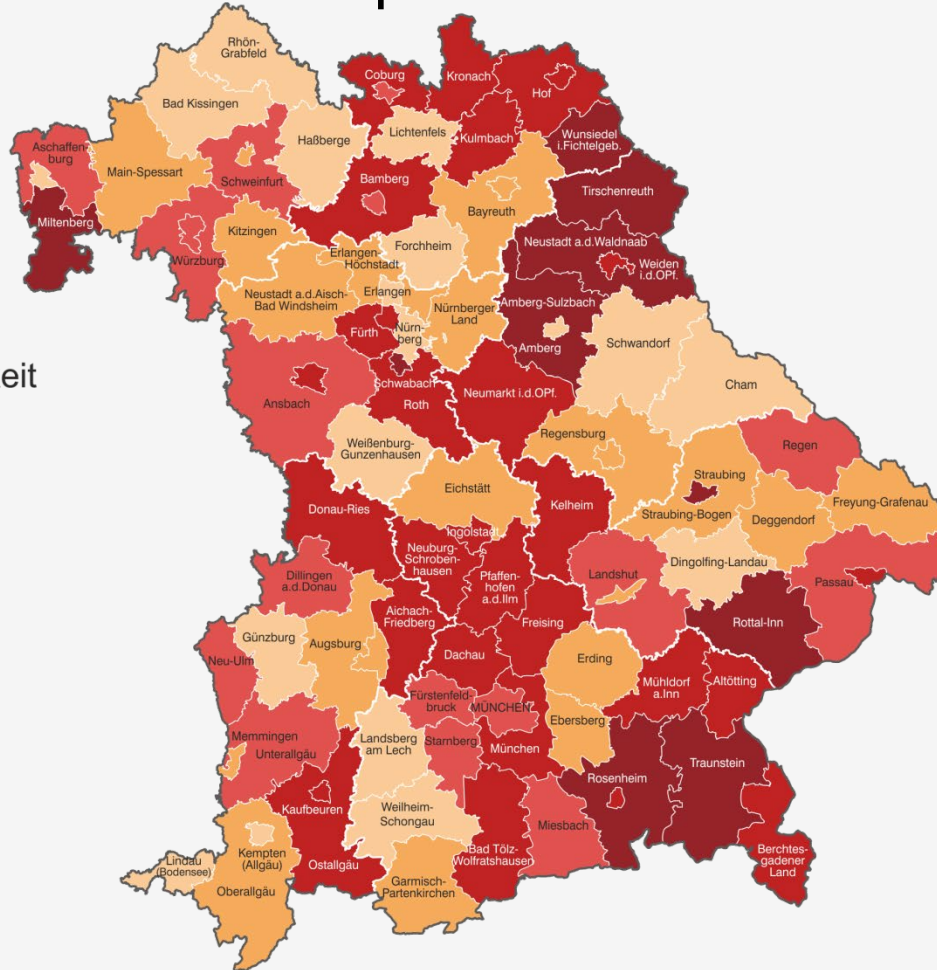 Rhön-
Grabfeld
Coburg
Kronach
Hof
Bad Kissingen
Lichtenfels
Kulmbach
Wunsiedel
i.Fichtelgeb.
Haßberge
Aschaffen-
burg
Main-Spessart
Schweinfurt
Bamberg
Tirschenreuth
Bayreuth
Miltenberg
Kitzingen
Forchheim
Neustadt a.d.Waldnaab
Würzburg
Erlangen-
Höchstadt
Weiden
i.d.OPf.
Neustadt a.d.Aisch-
Bad Windsheim
Erlangen
Nürnberger
Land
Amberg-Sulzbach
Fürth
Nürn-
berg
Amberg
Schwandorf
eit
Schwabach
Cham
Ansbach
Roth
Neumarkt i.d.OPf.
Weißenburg-
Gunzenhausen
Regensburg
Regen
Straubing
Eichstätt
Freyung-Grafenau
Donau-Ries
Kelheim
Straubing-Bogen
Deggendorf
Ingolstadt
Neuburg-
Schroben-
hausen
Dingolfing-Landau
Dillingen
a.d.Donau
Pfaffen-
hofen
a.d.Ilm
Landshut
Passau
Aichach-
Friedberg
Freising
Rottal-Inn
Günzburg
Augsburg
Dachau
Erding
Neu-Ulm
Mühldorf
a.Inn
Altötting
Fürstenfeld-
bruck
MÜNCHEN
Ebersberg
Memmingen
Unterallgäu
Landsberg
am Lech
Starnberg
München
Traunstein
Rosenheim
Kaufbeuren
Weilheim-
Schongau
Miesbach
Bad Tölz-
Wolfratshausen
Berchtes-
gadener
Land
Lindau
(Bodensee)
Kempten
(Allgäu)
Ostallgäu
Oberallgäu
Garmisch-
Partenkirchen